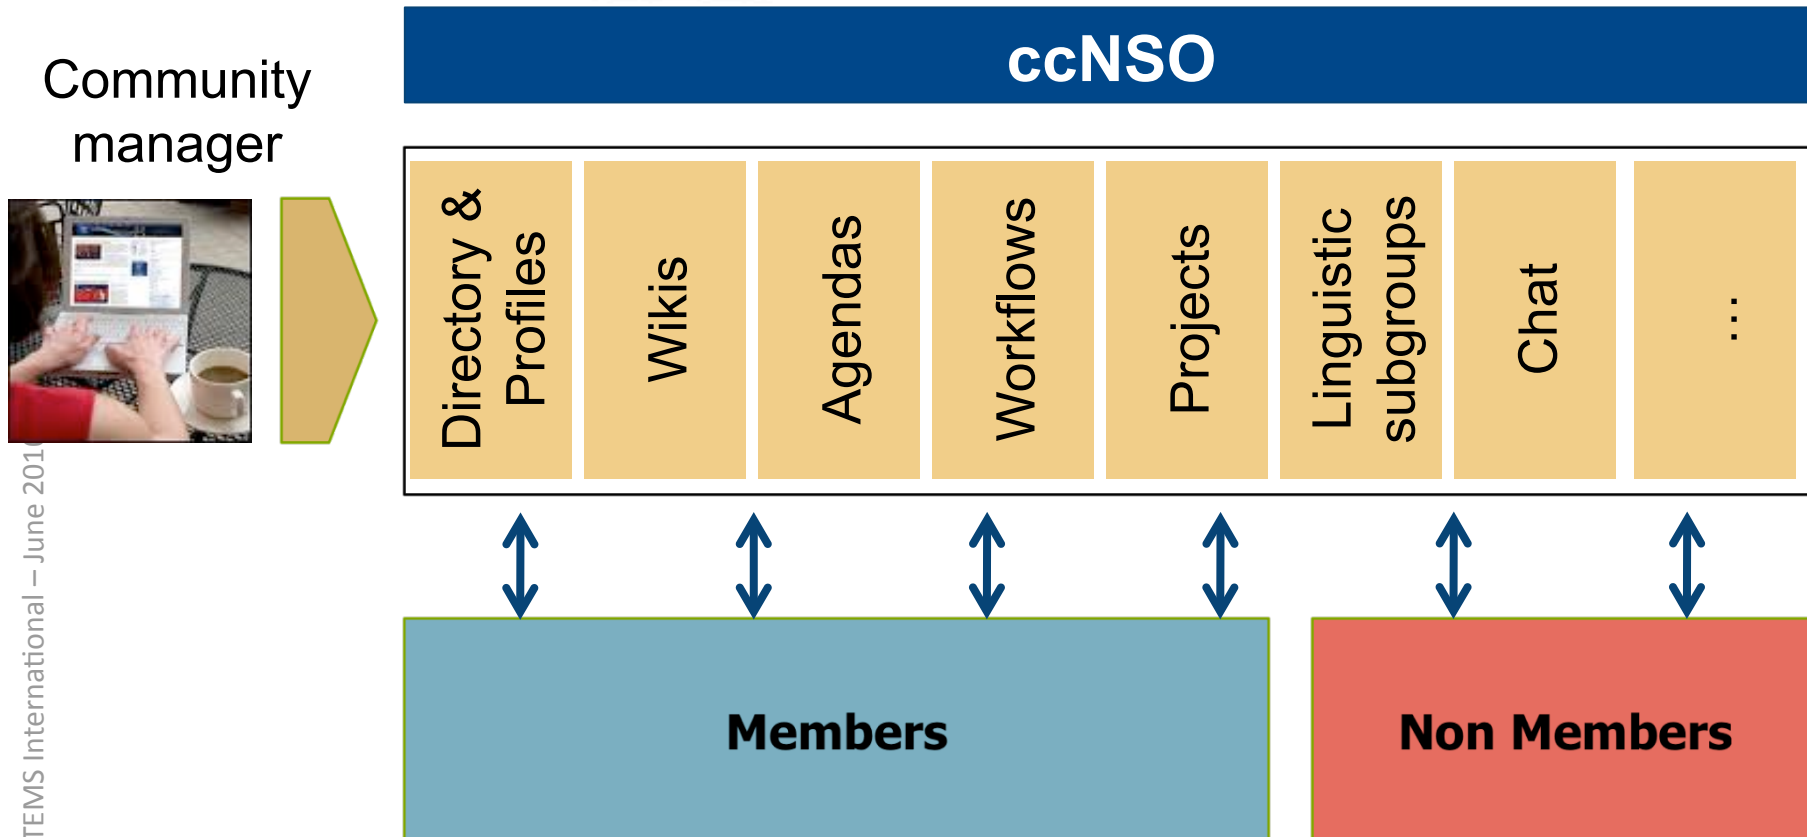 ccNSO
Community
manager
Directory &
Profiles
Wikis
Agendas
Workflows
Projects
Linguistic
subgroups
Chat
...
Members
Non Members
TEMS International – June 201